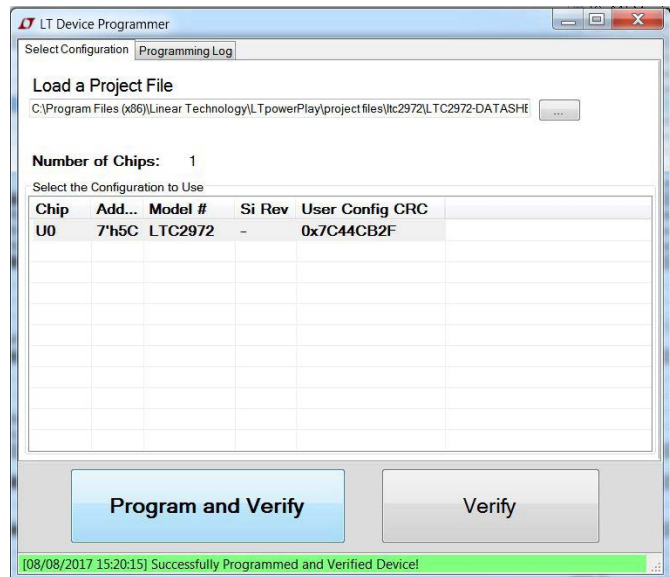 LT Device Programmer
Select Configuration Programming Log
Load a Project File
C:\Program Files (x86)\Linear Technology\LTpowerPlay\projectfiles\ltc2972\LTC2972-DATASHE ...
Number of Chips: 1
Select the Configuration to Use
Chip Add... Model # Si Rev User Config CRC
U0 7'h5C LTC2972 - 0x7C44CB2F
Program and Verify Verify
[08/08/2017 15:20:15] Successfully Programmed and Verified Device!